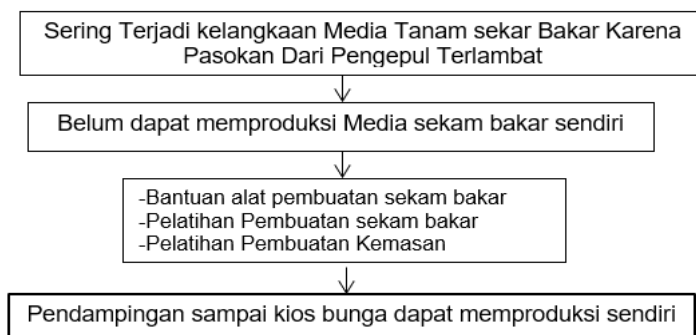 Sering Terjadi kelangkaan Media Tanam sekar Bakar Karena
Pasokan Dari Pengepul Terlambat
Belum dapat memproduksi Media sekam bakar sendiri
-Bantuan alat pembuatan sekam bakar
-Pelatihan Pembuatan sekam bakar
-Pelatihan Pembuatan Kemasan
Pendampingan sampai kios bunga dapat memproduksi sendiri